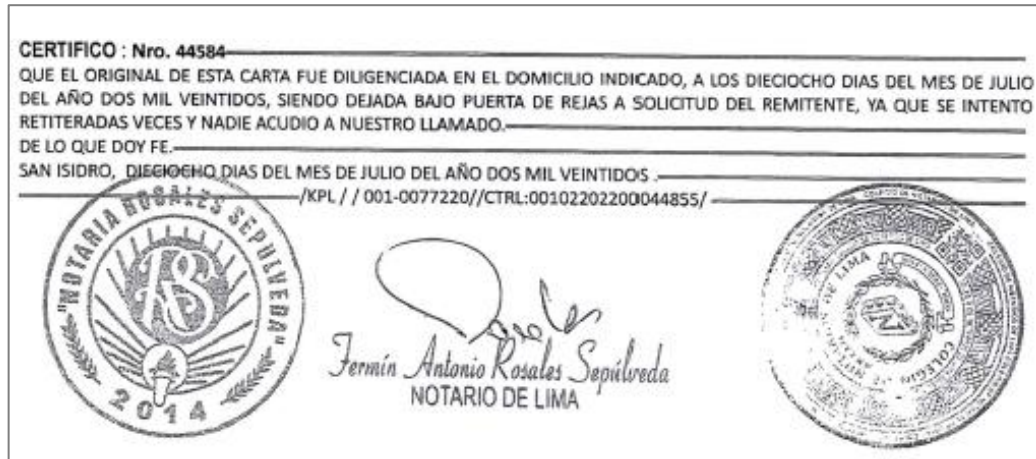 CERTIFICO : Nro. 44584
QUE EL ORIGINAL DE ESTA CARTA FUE DILIGENCIADA EN EL DOMICILIO INDICADO, A LOS DIECIOCHO DIAS DEL MES DE JULIO
DEL AÑO DOS MIL VEINTIDOS, SIENDO DEJADA BAJO PUERTA DE REJAS A SOLICITUD DEL REMITENTE, YA QUE SE INTENTO
RETITERADAS VECES Y NADIE ACUDIO A NUESTRO LLAMADO.
DE LO QUE DOY FE.
SAN ISIDRO, DIECIOCHO DIAS DEL MES DE JULIO DEL AÑO DOS MIL VEINTIDOS .
/KPL / / 001-0077220//CTRL:00102202200044855/
"NOTARIA ROSALES SEPULVEDA"
RS
2014
Fermín Antonio Rosales Sepúlveda
NOTARIO DE LIMA
COLEGIO DE LIMA